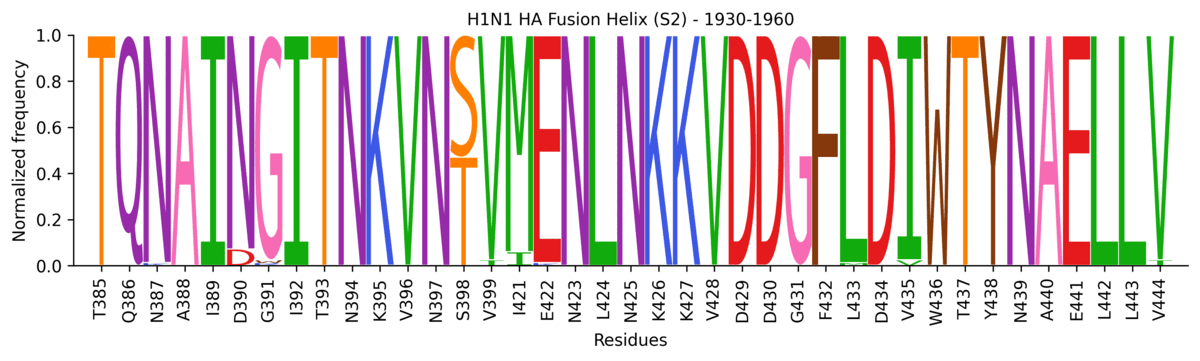 H1N1 HA Fusion Helix (S2) - 1930-1960
Normalized frequency
1.0
0.8
0.6
0.4
0.2
0.0
TQNAINGITNKVNSVMENLNKKVDDGFLDIWTYNAELLV
D T I
T385 Q386 N387 A388 I389 D390 G391 I392 T393 N394 K395 V396 N397 S398 V399 I421 E422 N423 L424 N425 K426 K427 V428 D429 D430 G431 F432 L433 D434 V435 W436 T437 Y438 N439 A440 E441 L442 L443 V444
Residues